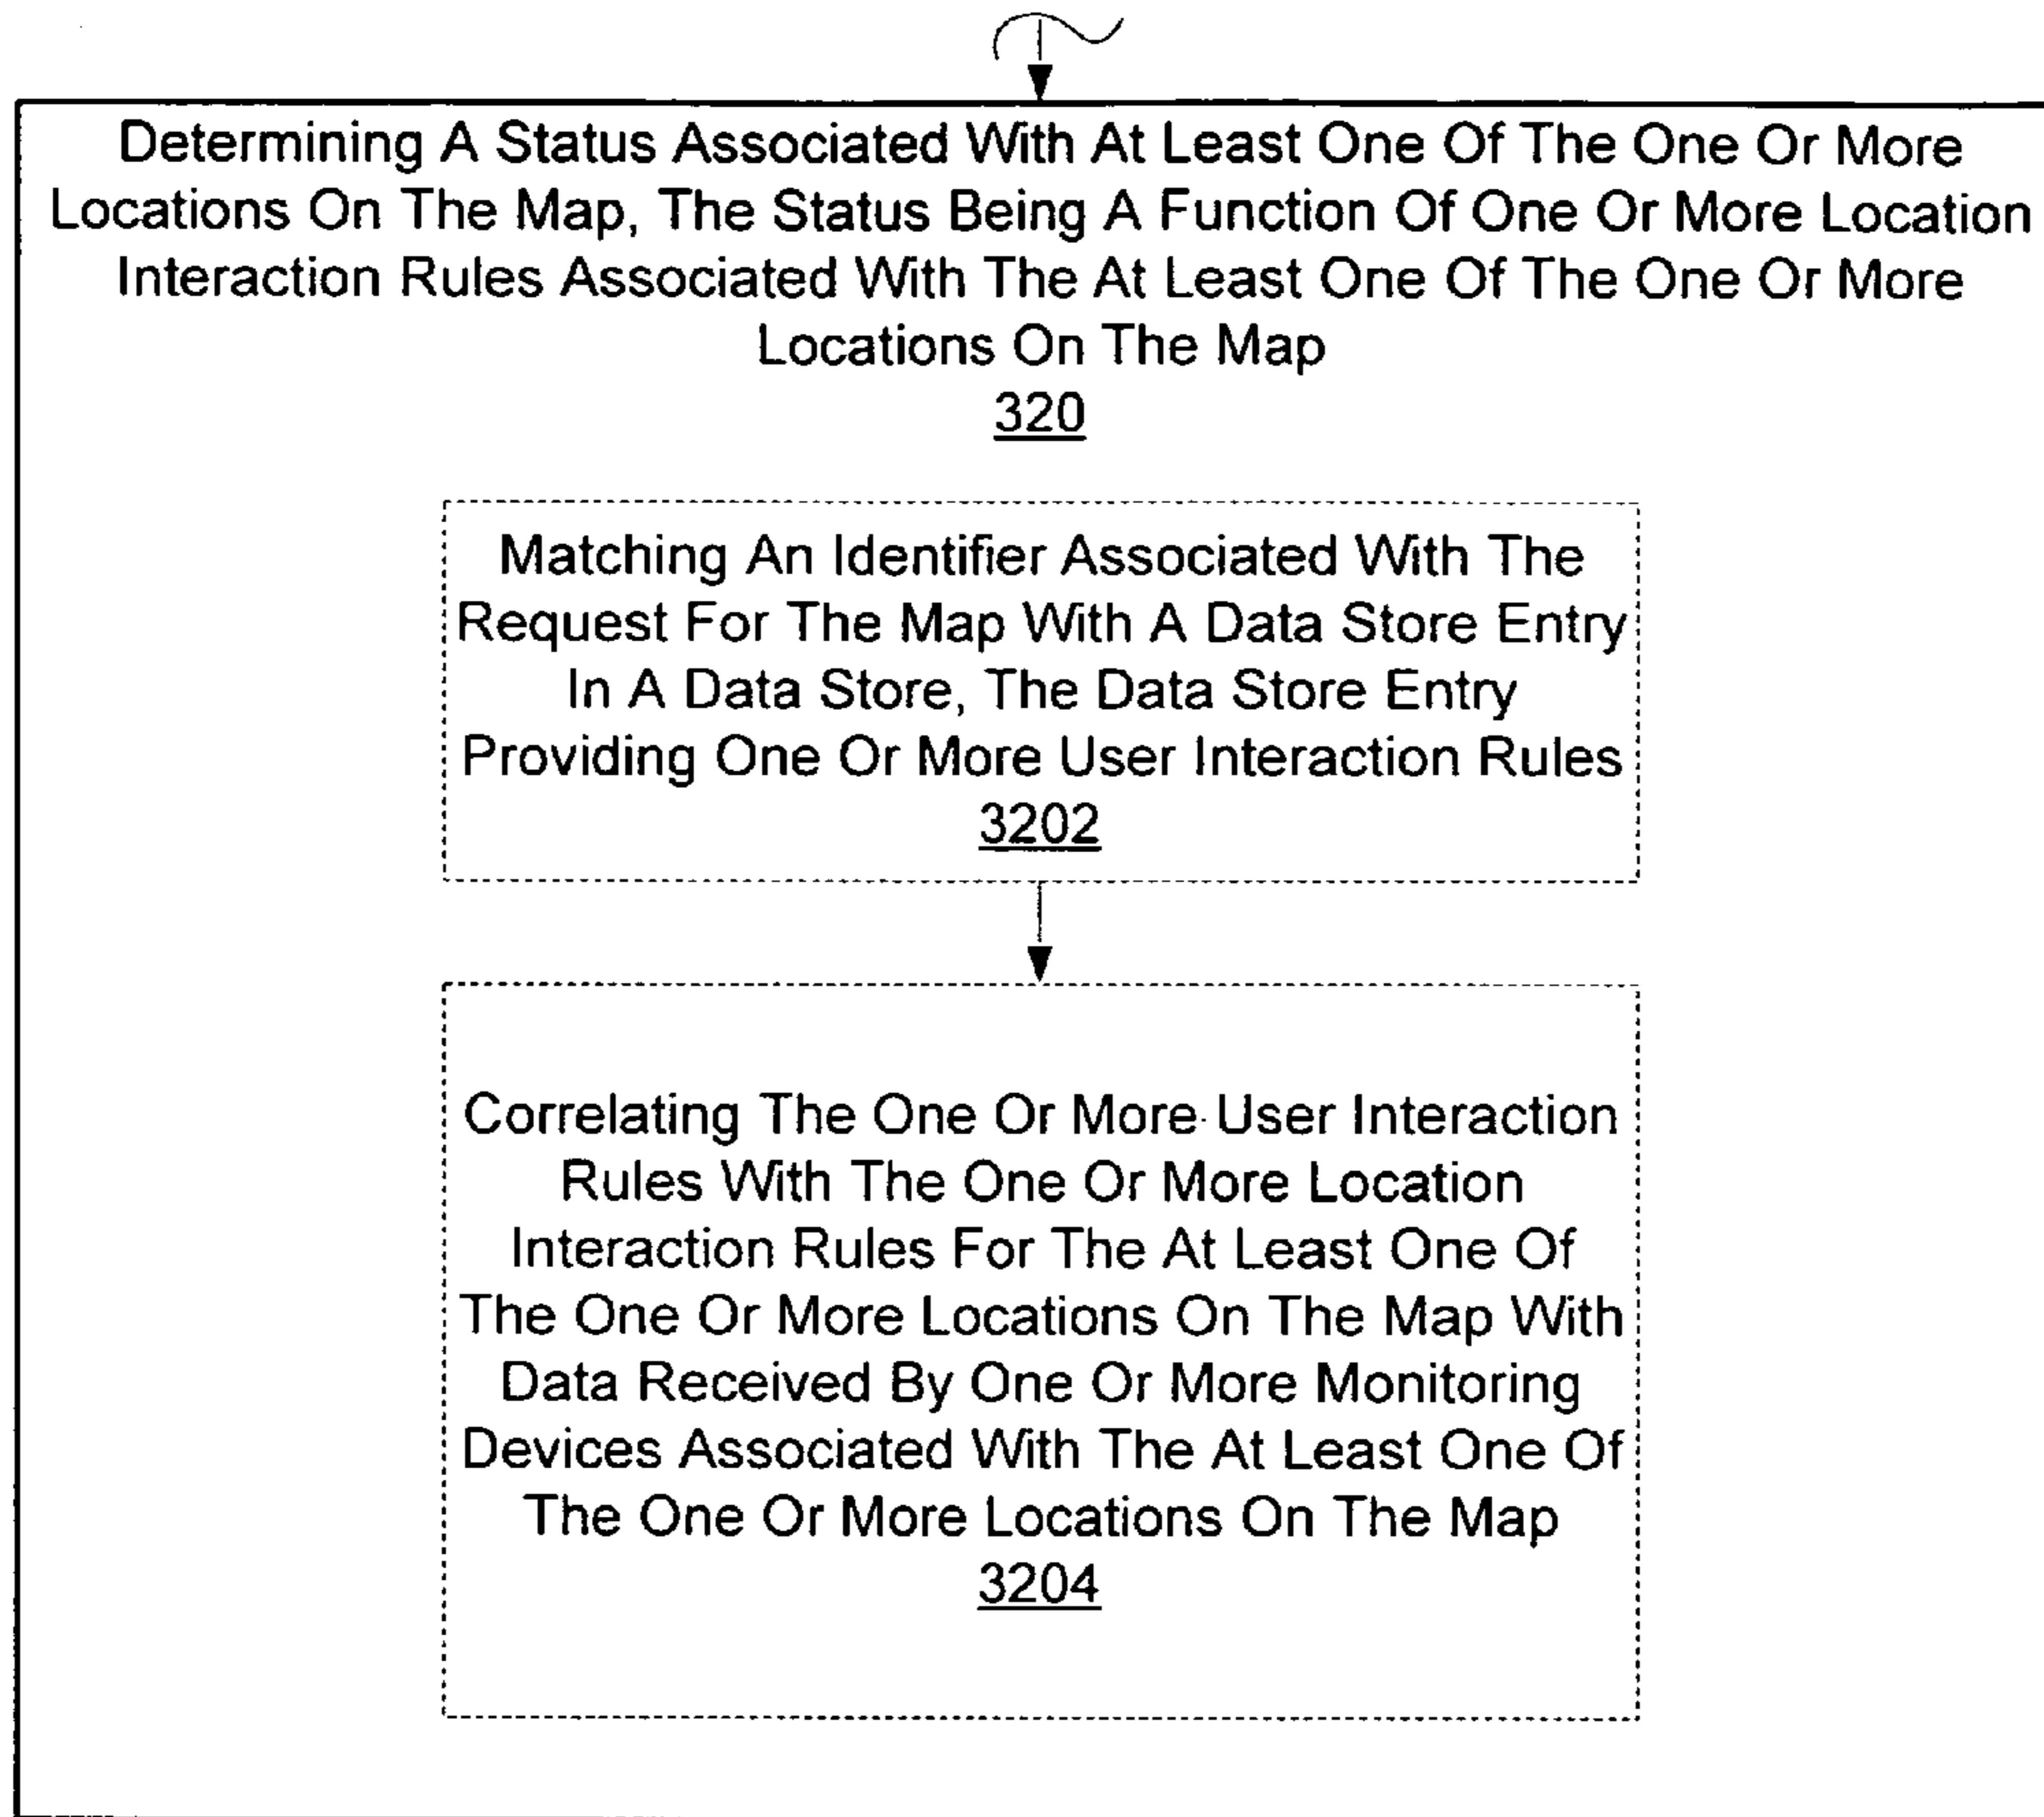 Determining A Status Associated With At Least One Of The One Or More
Locations On The Map, The Status Being A Function Of One Or More Location
Interaction Rules Associated With The At Least One Of The One Or More
Locations On The Map
320
Matching An Identifier Associated With The
Request For The Map With A Data Store Entry
In A Data Store, The Data Store Entry
Providing One Or More User Interaction Rules
3202
Correlating The One Or More User Interaction
Rules With The One Or More Location
Interaction Rules For The At Least One Of
The One Or More Locations On The Map With
Data Received By One Or More Monitoring
Devices Associated With The At Least One Of
The One Or More Locations On The Map
3204